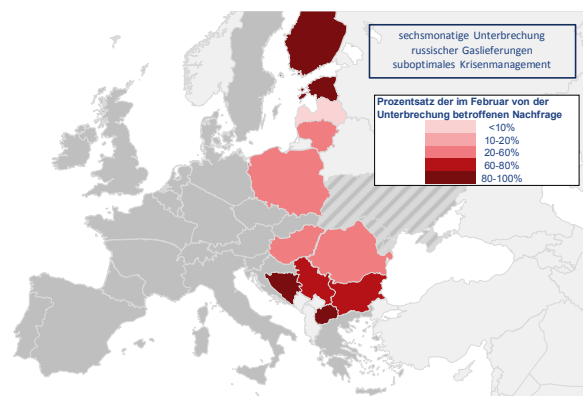 sechsmonatige Unterbrechung
russischer Gaslieferungen
suboptimales Krisenmanagement
Prozentsatz der im Februar von der
Unterbrechung betroffenen Nachfrage
<10%
10-20%
20-60%
60-80%
80-100%